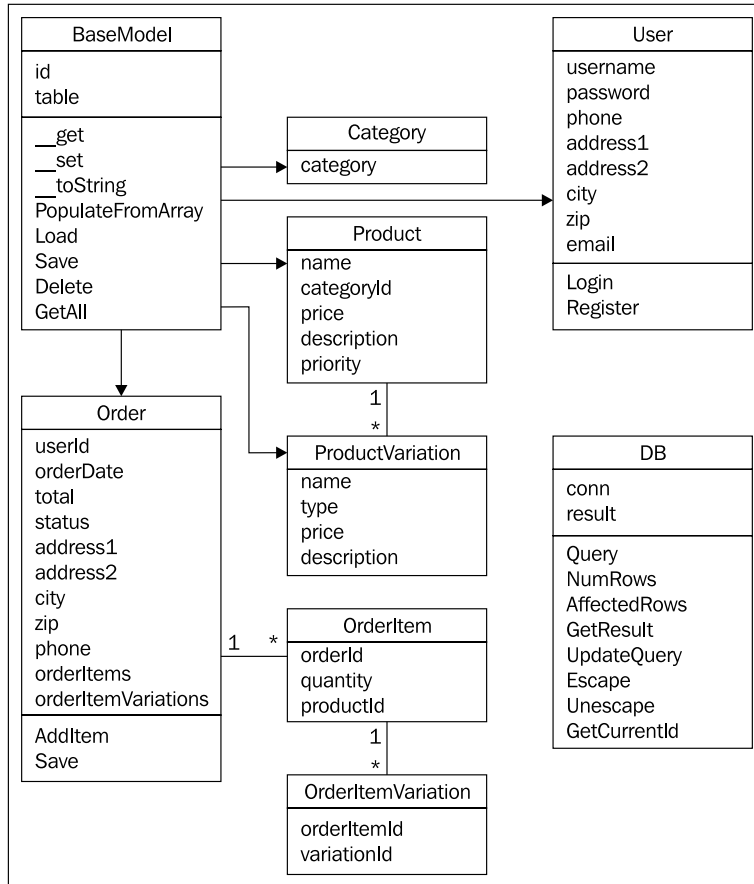 BaseModel
id
table
__get
__set
__toString
PopulateFromArray
Load
Save
Delete
GetAll
Category
category
User
username
password
phone
address1
address2
city
zip
email
Login
Register
Product
name
categoryId
price
description
priority
1
*
ProductVariation
name
type
price
description
Order
userId
orderDate
total
status
address1
address2
city
zip
phone
orderItems
orderItemVariations
AddItem
Save
1 *
OrderItem
orderId
quantity
productId
1
*
OrderItemVariation
orderItemId
variationId
DB
conn
result
Query
NumRows
AffectedRows
GetResult
UpdateQuery
Escape
Unescape
GetCurrentId